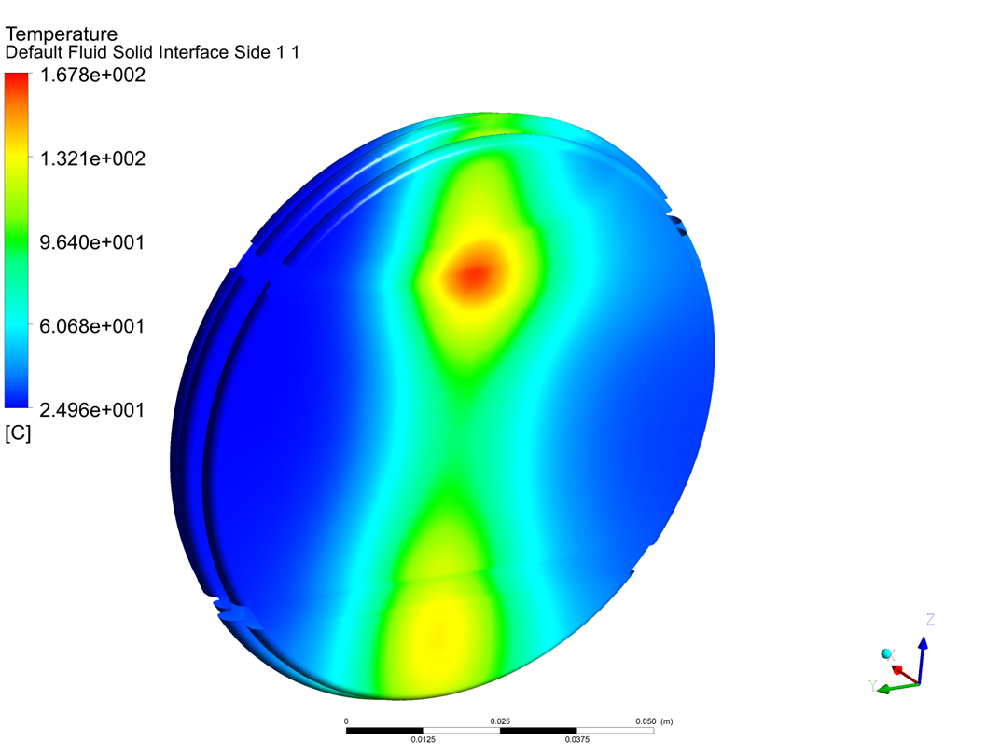 Temperature
Default Fluid Solid Interface Side 1 1
1.678e+002
1.321e+002
9.640e+001
6.068e+001
2.496e+001
[C]
Z
X
Y
0 0.025 0.050 (m)
0.0125 0.0375